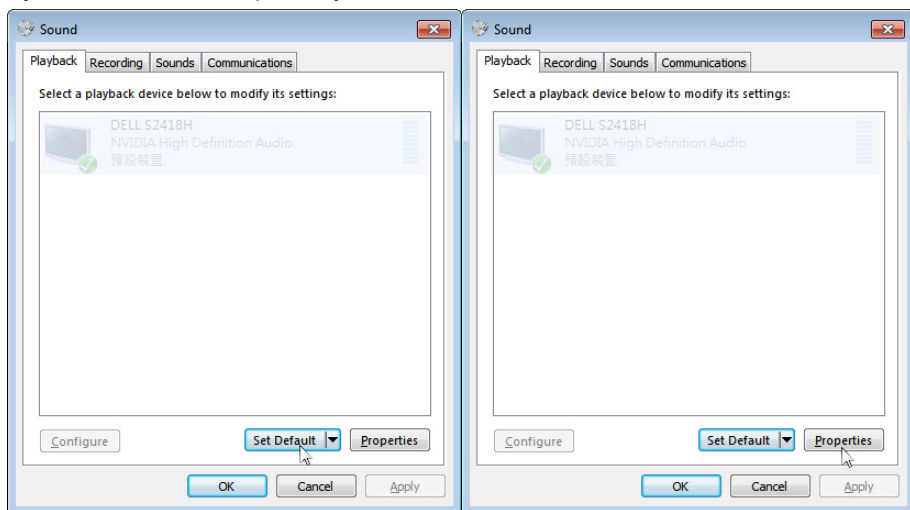 Sound
Playback Recording Sounds Communications
Select a playback device below to modify its settings:
DELL S2418H
NVIDIA High Definition Audio
預設裝置
Configure Set Default Properties
OK Cancel Apply
Sound
Playback Recording Sounds Communications
Select a playback device below to modify its settings:
DELL S2418H
NVIDIA High Definition Audio
預設裝置
Configure Set Default Properties
OK Cancel Apply